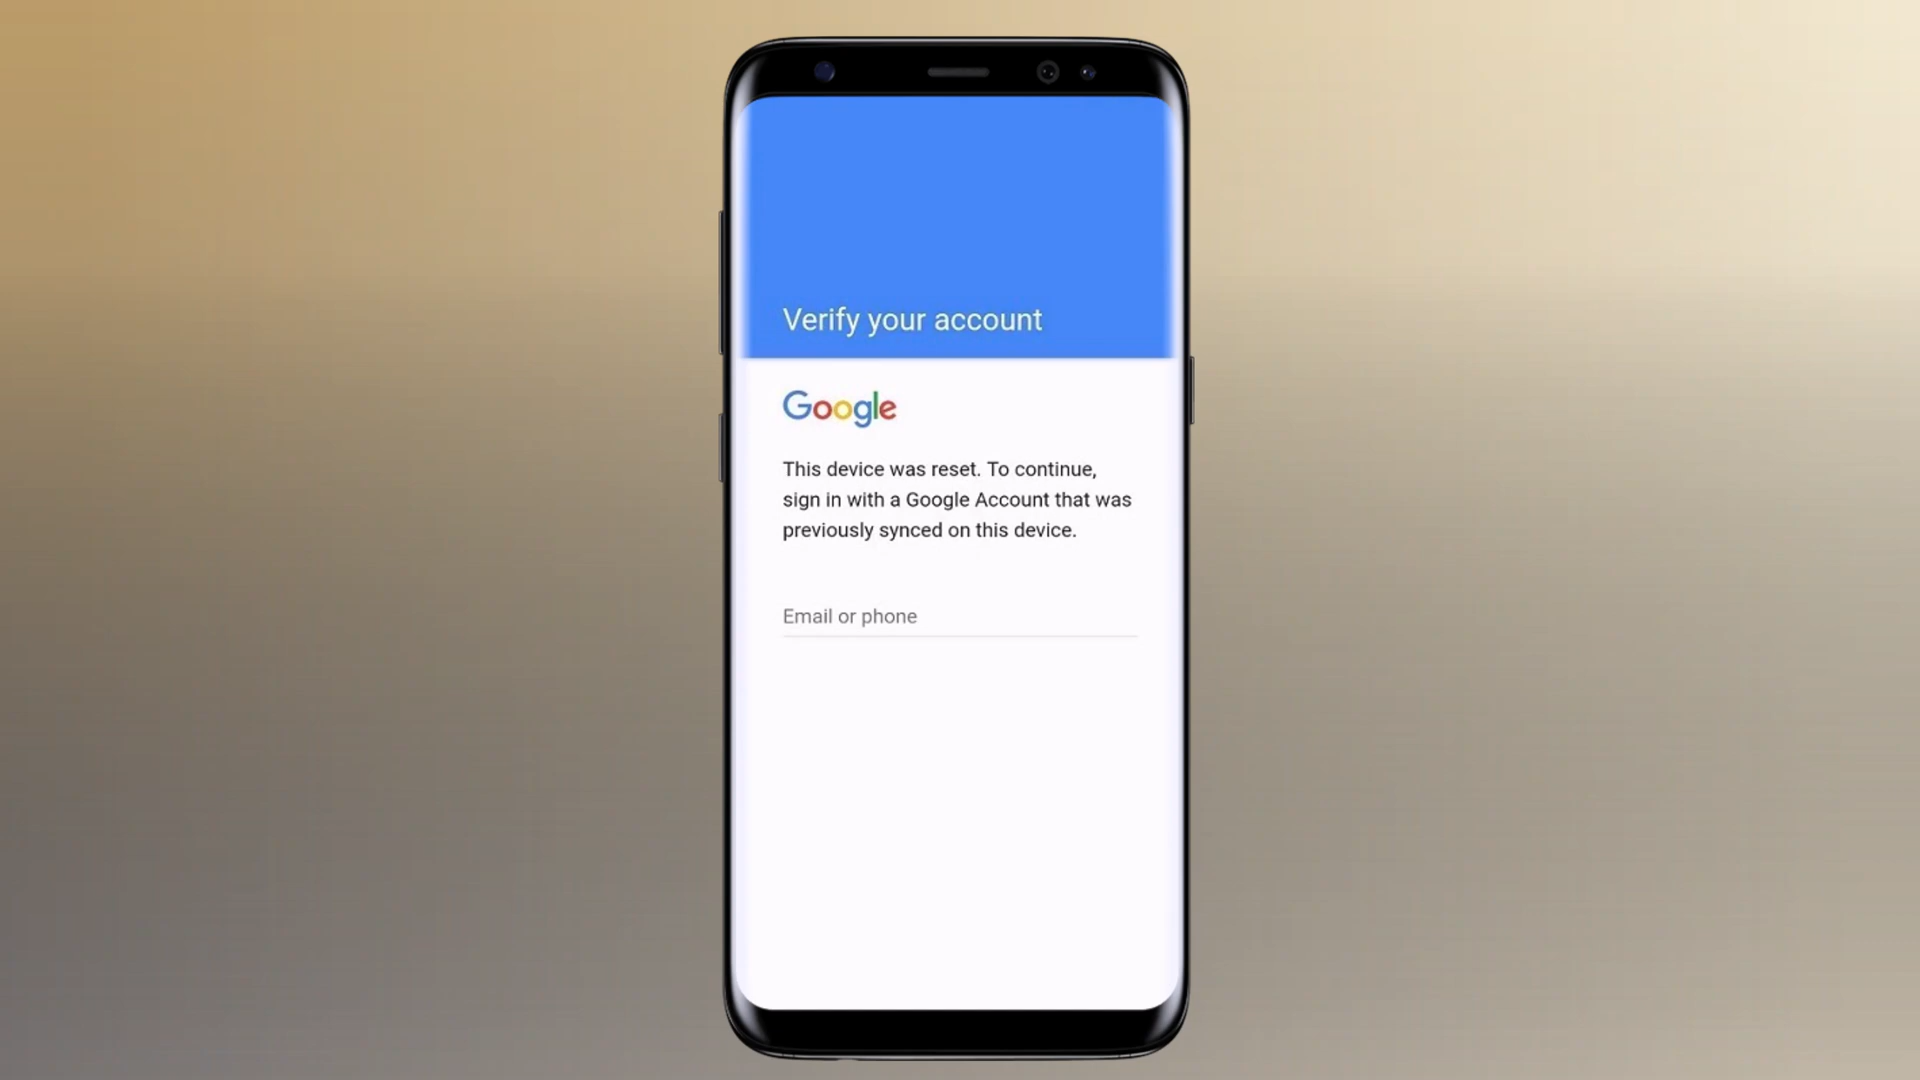 Verify your account
Google
This device was reset. To continue,
sign in with a Google Account that was
previously synced on this device.
Email or phone